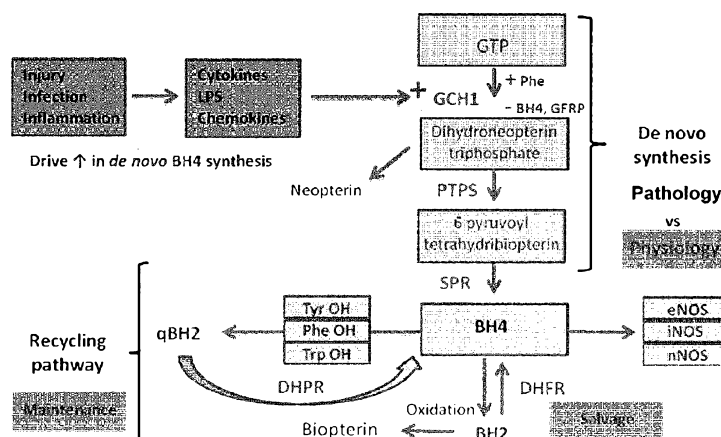 GTP
Injury
Infection
Inflammation
Cytokines
LPS
Chemokines
+
GCH1
+ Phe
- BH4, GFRP
Drive ↑ in de novo BH4 synthesis
Dihydroneopterin
triphosphate
De novo
synthesis
Pathology
vs
Physiology
Neopterin
PTPS
6 pyruvoyl
tetrahydribiopterin
SPR
Recycling
pathway
Maintenance
qBH2
Tyr OH
Phe OH
Trp OH
BH4
eNOS
iNOS
nNOS
DHPR
Oxidation
DHFR
Biopterin
BH2
Salvage